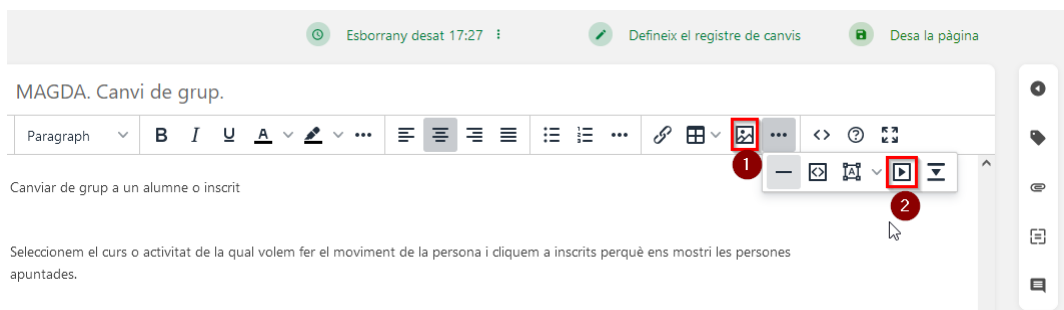 Esborrany desat 17:27
Defineix el registre de canvis
Desa la pàgina
MAGDA. Canvi de grup.
Paragraph B I U A
1
A
2
Canviar de grup a un alumne o inscrit
Seleccionem el curs o activitat de la qual volem fer el moviment de la persona i cliquem a inscrits perquè ens mostri les persones
apuntades.